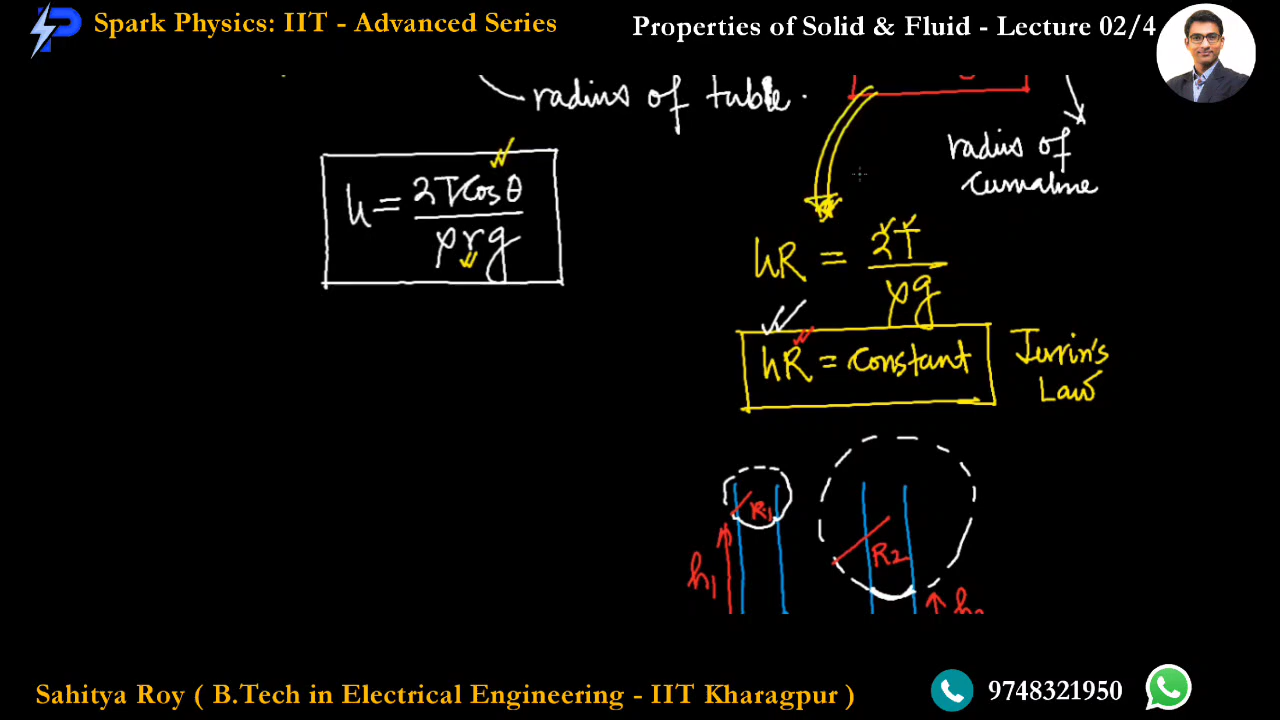 Spark Physics: IIT - Advanced Series
Properties of Solid & Fluid - Lecture 02/4
radius of tube.
radius of
curvature
h = 2T Cos θ / ρrg
hR = 2T / ρg
hR = Constant
Jurin's
Law
R1
h1
R2
Sahitya Roy ( B.Tech in Electrical Engineering - IIT Kharagpur )
9748321950